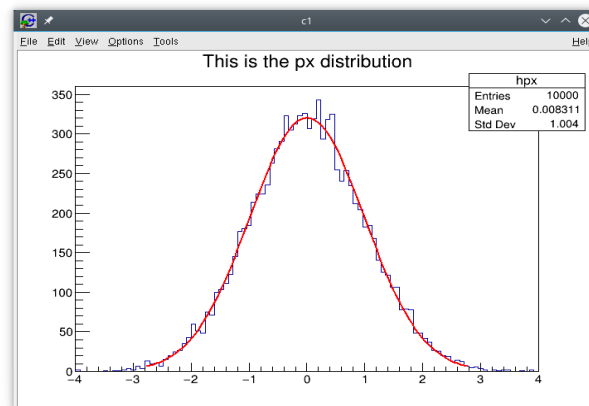 c1
File Edit View Options Tools Help
This is the px distribution
hpx
Entries 10000
Mean 0.008311
Std Dev 1.004
350
300
250
200
150
100
50
0
−4 −3 −2 −1 0 1 2 3 4